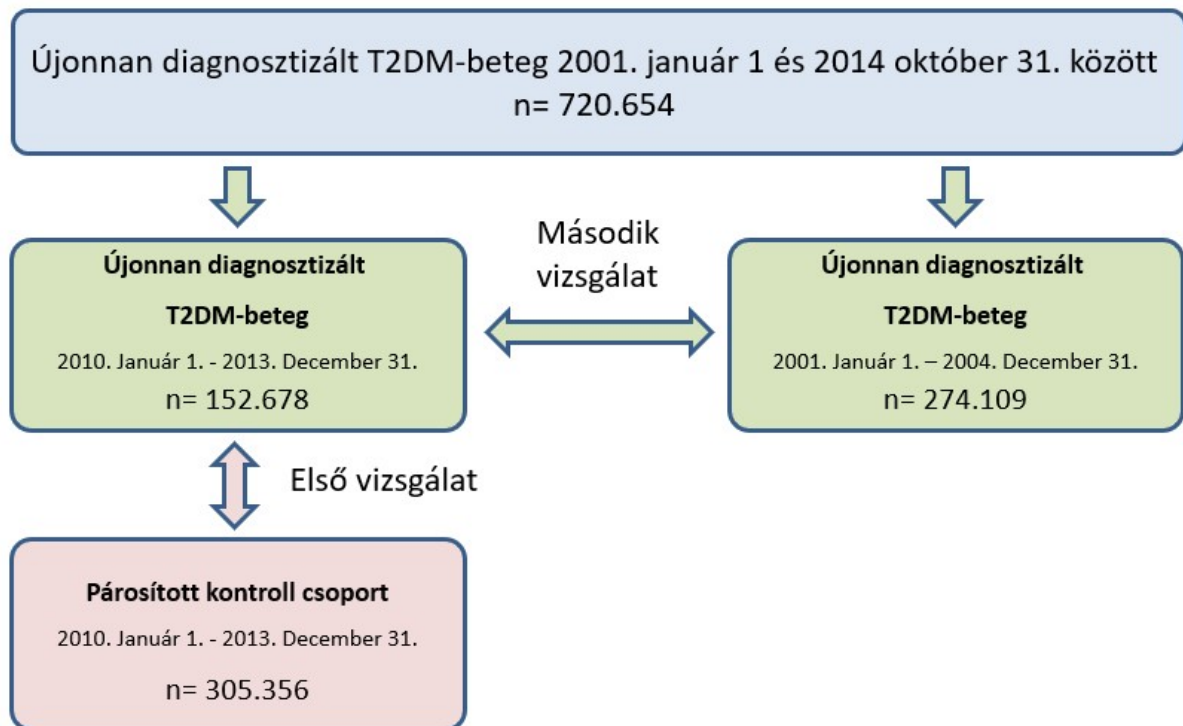 Újonnan diagnosztizált T2DM-beteg 2001. január 1 és 2014 október 31. között
n= 720.654
Második
vizsgálat
Újonnan diagnosztizált
T2DM-beteg
2010. Január 1. - 2013. December 31.
n= 152.678
Újonnan diagnosztizált
T2DM-beteg
2001. Január 1. – 2004. December 31.
n= 274.109
Első vizsgálat
Párosított kontroll csoport
2010. Január 1. - 2013. December 31.
n= 305.356